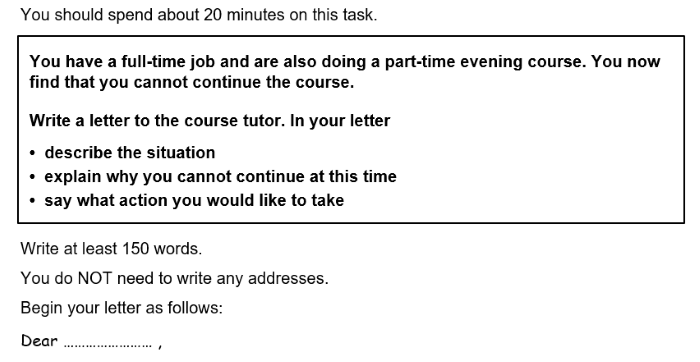 You should spend about 20 minutes on this task.
You have a full-time job and are also doing a part-time evening course. You now
find that you cannot continue the course.
Write a letter to the course tutor. In your letter
• describe the situation
• explain why you cannot continue at this time
• say what action you would like to take
Write at least 150 words.
You do NOT need to write any addresses.
Begin your letter as follows:
Dear ........................ ,